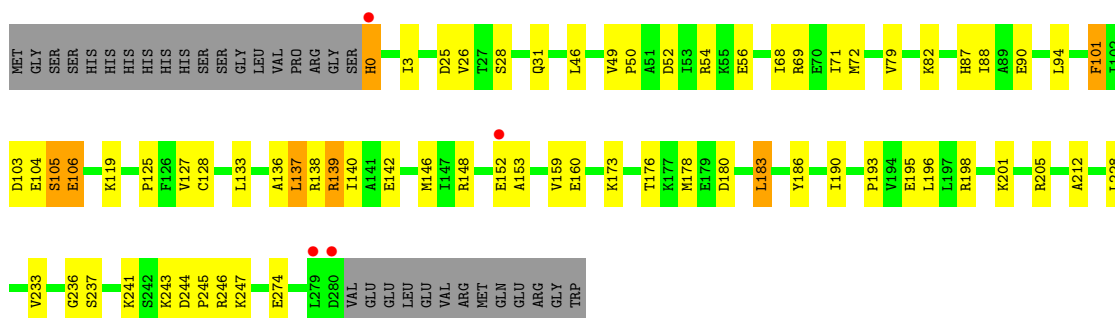 MET GLY SER SER HIS HIS HIS HIS HIS HIS SER SER GLY LEU VAL PRO ARG GLY SER H0 I3 D25 V26 T27 S28 Q31 L46 V49 P50 A51 D52 I53 R54 K55 E56 I68 R69 E70 I71 M72 V79 K82 H87 I88 A89 E90 L94 F101 I102
D103 E104 S105 E106 K119 P125 F126 V127 C128 L133 A136 L137 R138 R139 I140 A141 E142 M146 I147 R148 E152 A153 V159 E160 K173 T176 K177 M178 E179 D180 L183 Y186 I190 P193 V194 E195 L196 L197 R198 K201 R205 A212
V233 G236 S237 K241 S242 K243 D244 P245 R246 K247 E274 L279 D280 VAL GLU GLU LEU GLU VAL ARG MET GLN GLU ARG GLY TRP